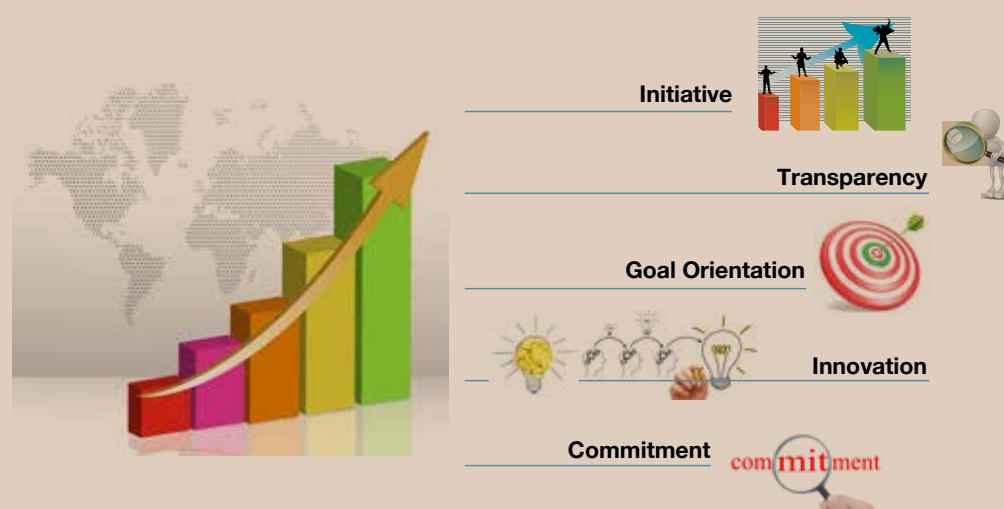 Initiative
Transparency
Goal Orientation
Innovation
Commitment
commitment